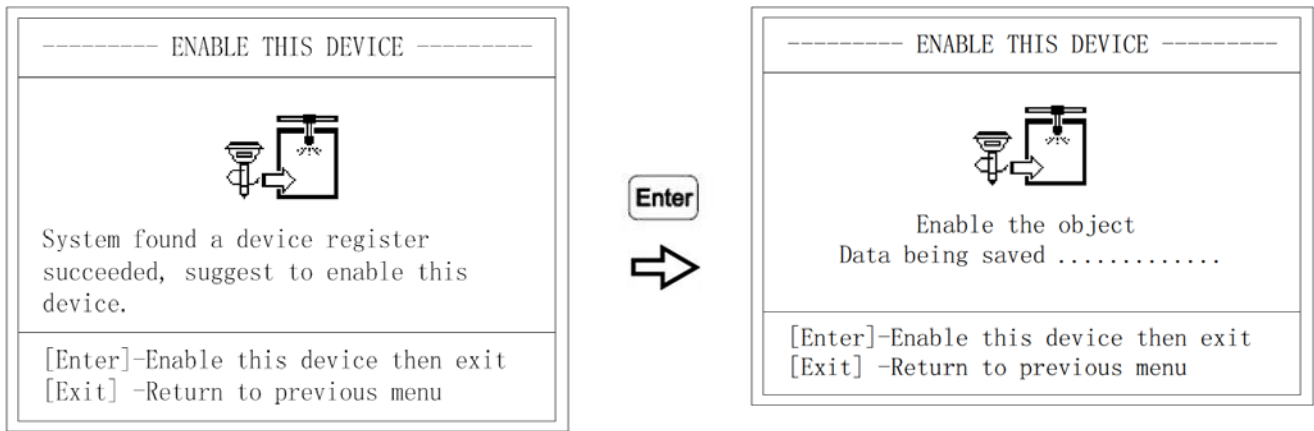 --------- ENABLE THIS DEVICE ---------
System found a device register
succeeded, suggest to enable this
device.
[Enter]-Enable this device then exit
[Exit] -Return to previous menu
Enter
--------- ENABLE THIS DEVICE ---------
Enable the object
Data being saved .............
[Enter]-Enable this device then exit
[Exit] -Return to previous menu